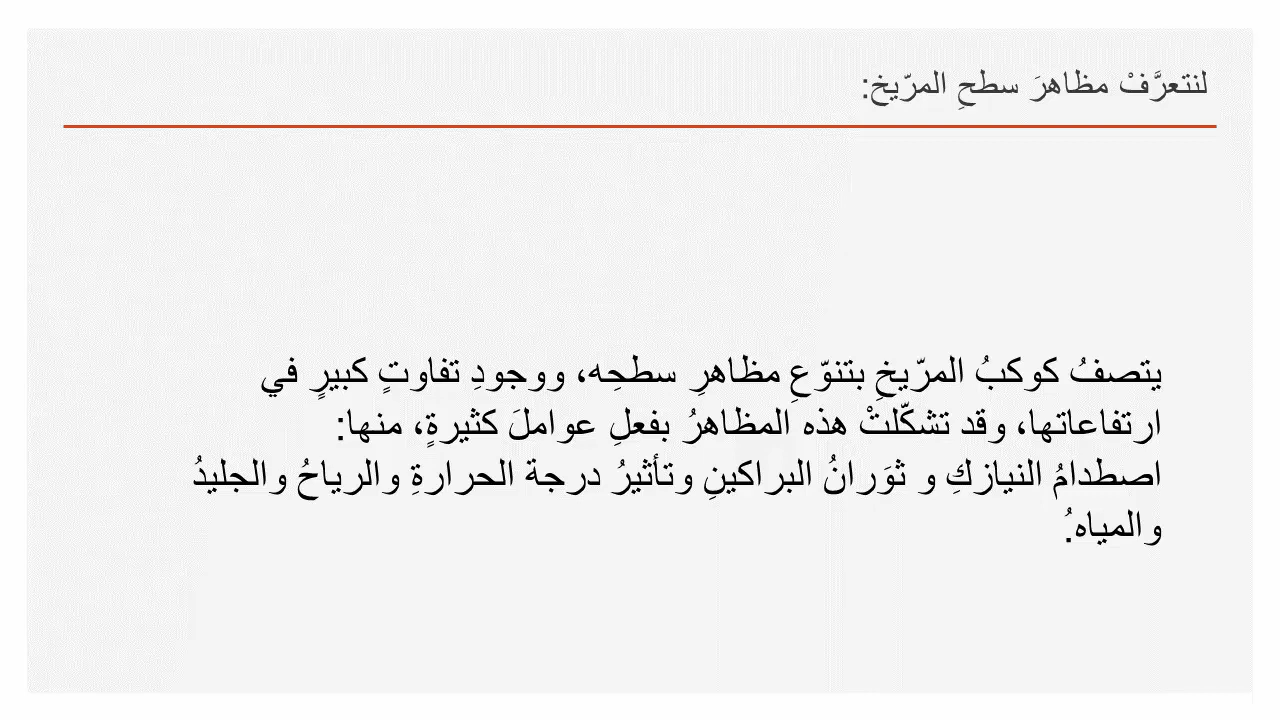 لنتعرَّفْ مظاهرَ سطحِ المرّيخ:
يتصفُ كوكبُ المرّيخِ بتنوّعِ مظاهرِ سطحِه، ووجودِ تفاوتٍ كبيرٍ في
ارتفاعاتها، وقد تشكّلتْ هذه المظاهرُ بفعلِ عواملَ كثيرةٍ، منها:
اصطدامُ النيازكِ و ثوَرانُ البراكينِ وتأثيرُ درجة الحرارةِ والرياحُ والجليدُ
والمياهُ.